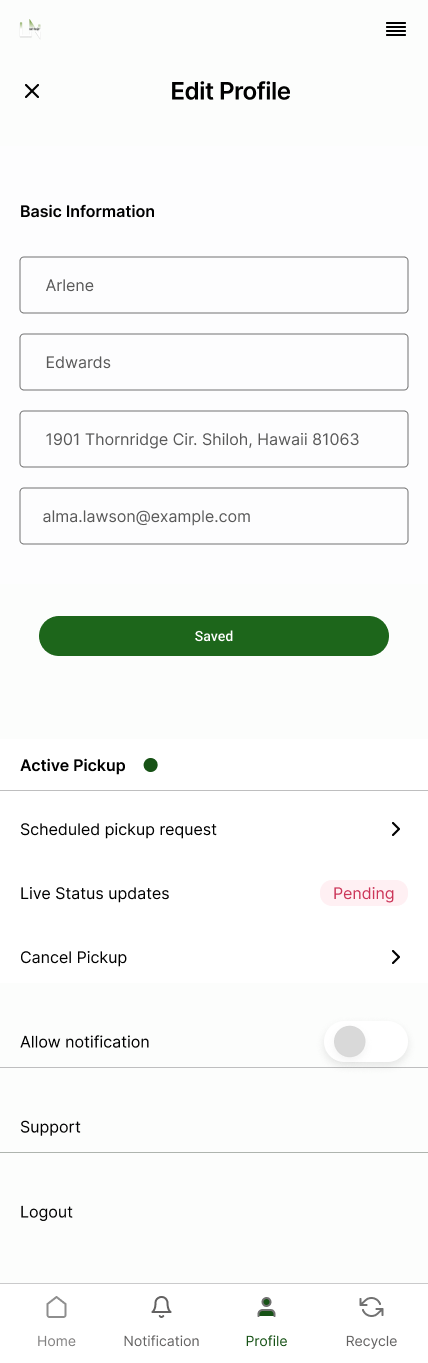 Edit Profile
Basic Information
Arlene
Edwards
1901 Thornridge Cir. Shiloh, Hawaii 81063
alma.lawson@example.com
Saved
Active Pickup
Scheduled pickup request
Live Status updates
Pending
Cancel Pickup
Allow notification
Support
Logout
Home
Notification
Profile
Recycle